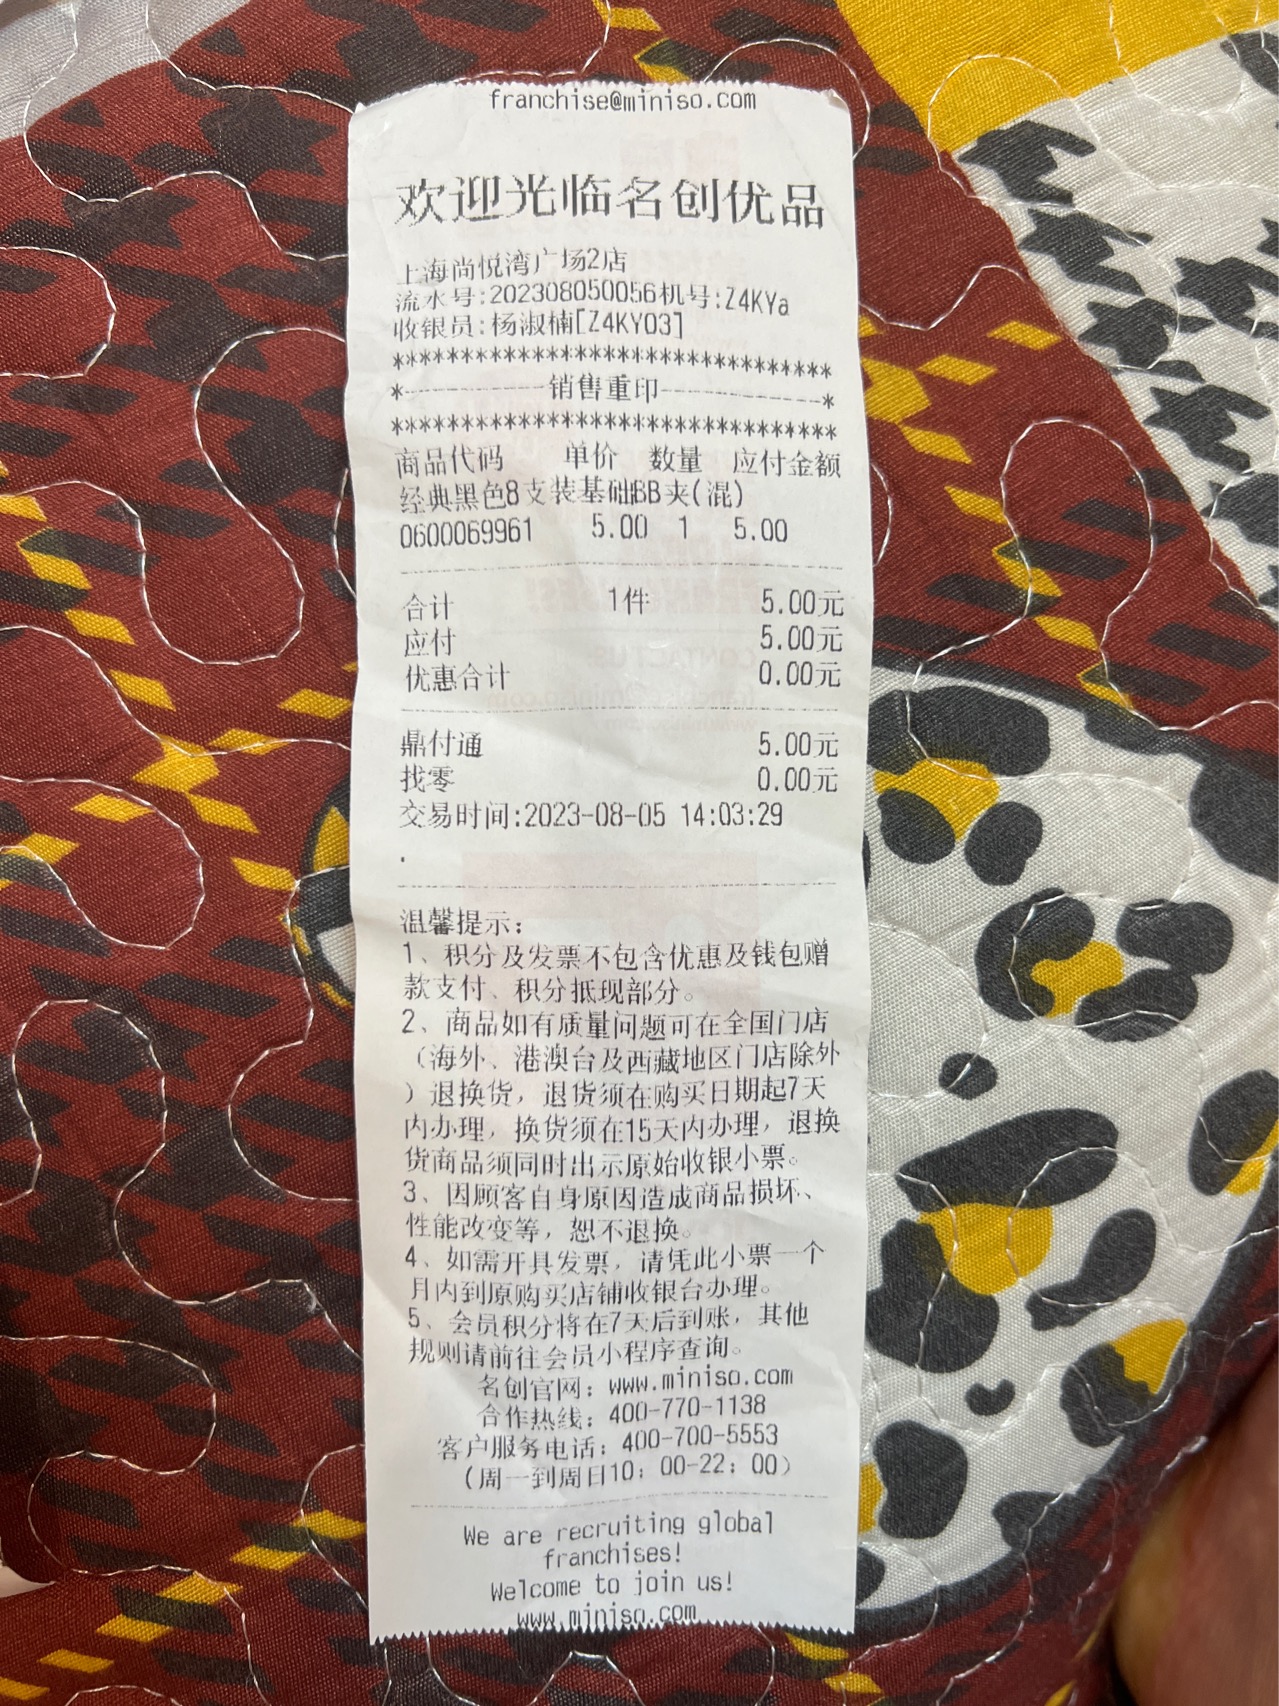 franchise@miniso.com
欢迎光临名创优品
上海尚悦湾广场2店
流水号:202308050056机号:Z4KYa
收银员:杨淑楠[Z4KY03]
*********************************
*----------销售重印------------*
*********************************
商品代码 单价 数量 应付金额
经典黑色8支装基础BB夹(混)
0600069961 5.00 1 5.00
合计 1件 5.00元
应付 5.00元
优惠合计 0.00元
鼎付通 5.00元
找零 0.00元
交易时间:2023-08-05 14:03:29
.
温馨提示:
1、积分及发票不包含优惠及钱包赠
款支付、积分抵现部分。
2、商品如有质量问题可在全国门店
（海外、港澳台及西藏地区门店除外
）退换货，退货须在购买日期起7天
内办理，换货须在15天内办理，退换
货商品须同时出示原始收银小票。
3、因顾客自身原因造成商品损坏、
性能改变等，恕不退换。
4、如需开具发票，请凭此小票一个
月内到原购买店铺收银台办理。
5、会员积分将在7天后到账，其他
规则请前往会员小程序查询。
名创官网：www.miniso.com
合作热线：400-770-1138
客户服务电话：400-700-5553
（周一到周日10：00-22：00）
We are recruiting global
franchises!
Welcome to join us!
www.miniso.com